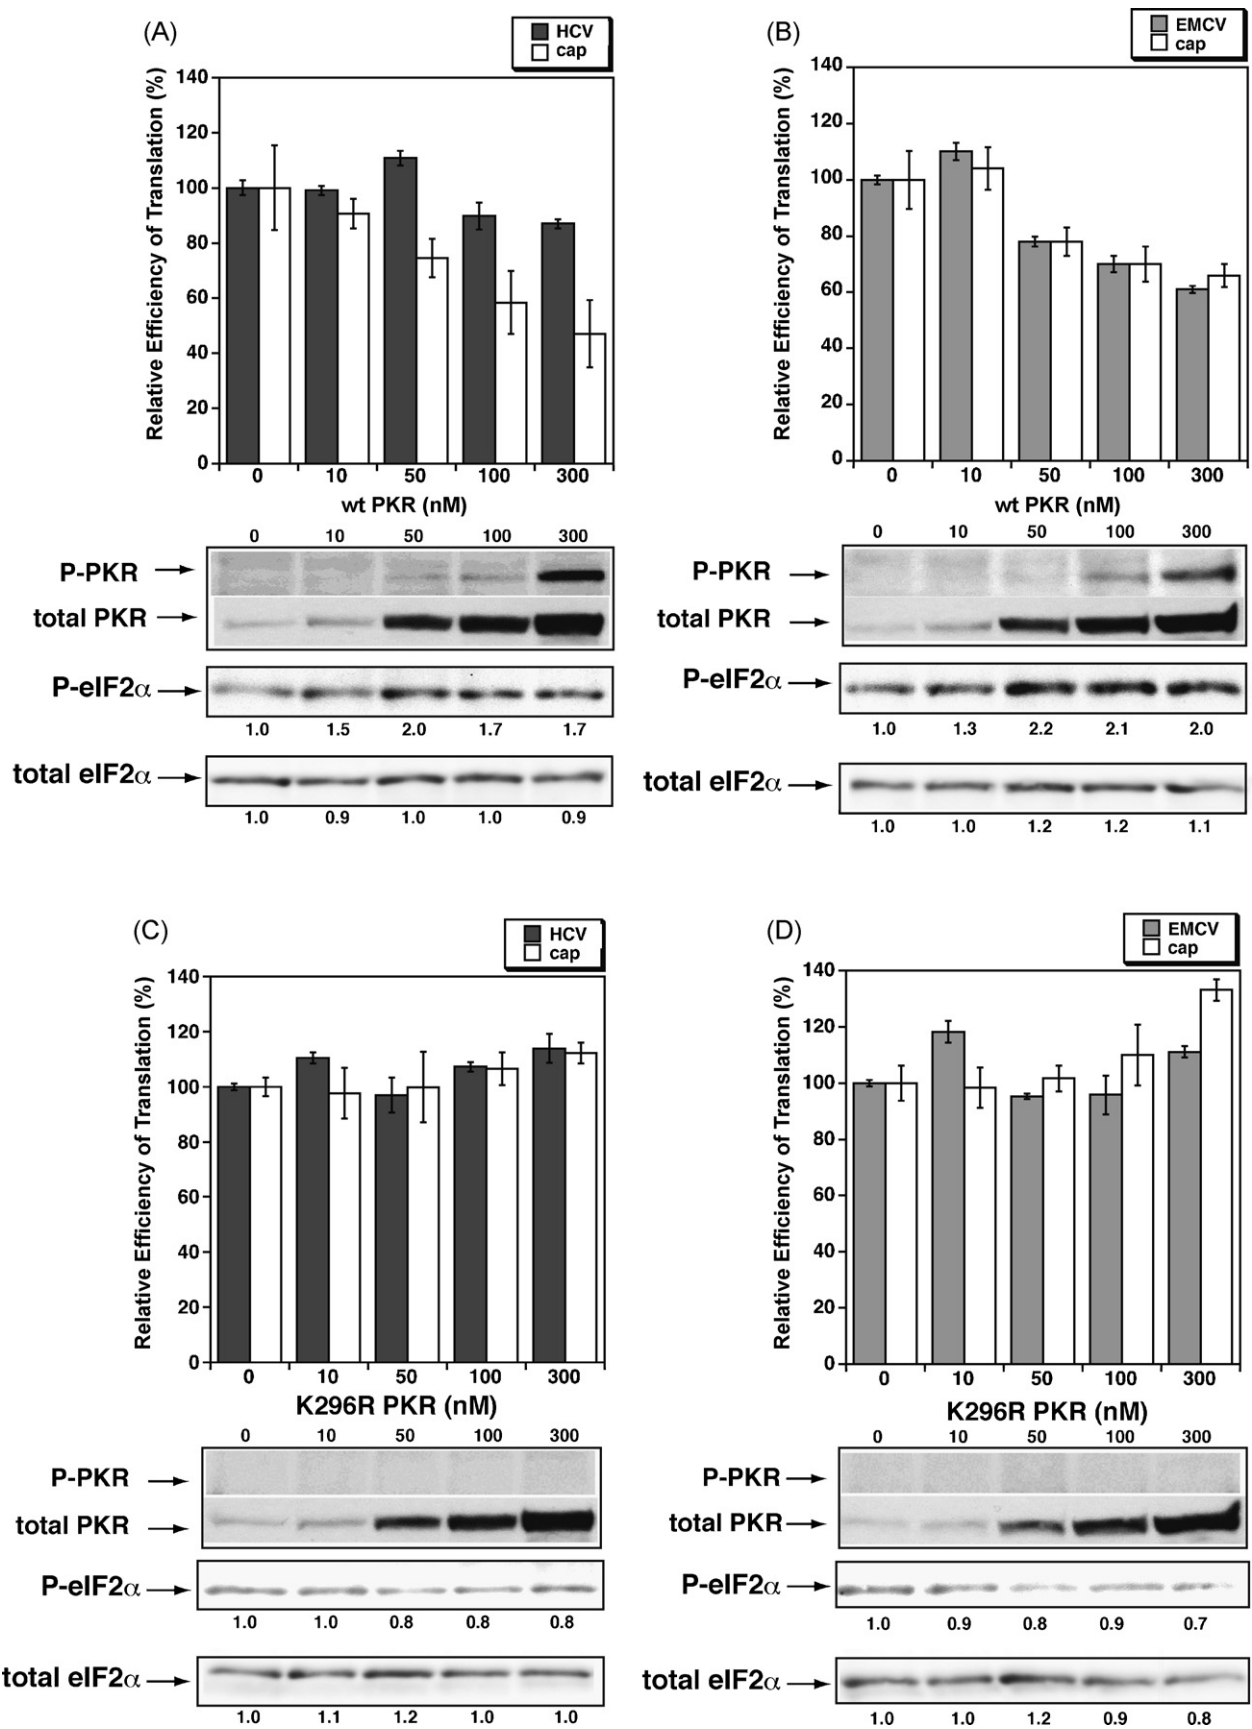 (A)
HCV
cap
Relative Efficiency of Translation (%)
140
120
100
80
60
40
20
0
0 10 50 100 300
wt PKR (nM)
0 10 50 100 300
P-PKR
total PKR
P-eIF2α
1.0 1.5 2.0 1.7 1.7
total eIF2α
1.0 0.9 1.0 1.0 0.9
(B)
EMCV
cap
Relative Efficiency of Translation (%)
140
120
100
80
60
40
20
0
0 10 50 100 300
wt PKR (nM)
0 10 50 100 300
P-PKR
total PKR
P-eIF2α
1.0 1.3 2.2 2.1 2.0
total eIF2α
1.0 1.0 1.2 1.2 1.1
(C)
HCV
cap
Relative Efficiency of Translation (%)
140
120
100
80
60
40
20
0
0 10 50 100 300
K296R PKR (nM)
0 10 50 100 300
P-PKR
total PKR
P-eIF2α
1.0 1.0 0.8 0.8 0.8
total eIF2α
1.0 1.1 1.2 1.0 1.0
(D)
EMCV
cap
Relative Efficiency of Translation (%)
140
120
100
80
60
40
20
0
0 10 50 100 300
K296R PKR (nM)
0 10 50 100 300
P-PKR
total PKR
P-eIF2α
1.0 0.9 0.8 0.9 0.7
total eIF2α
1.0 1.0 1.2 0.9 0.8